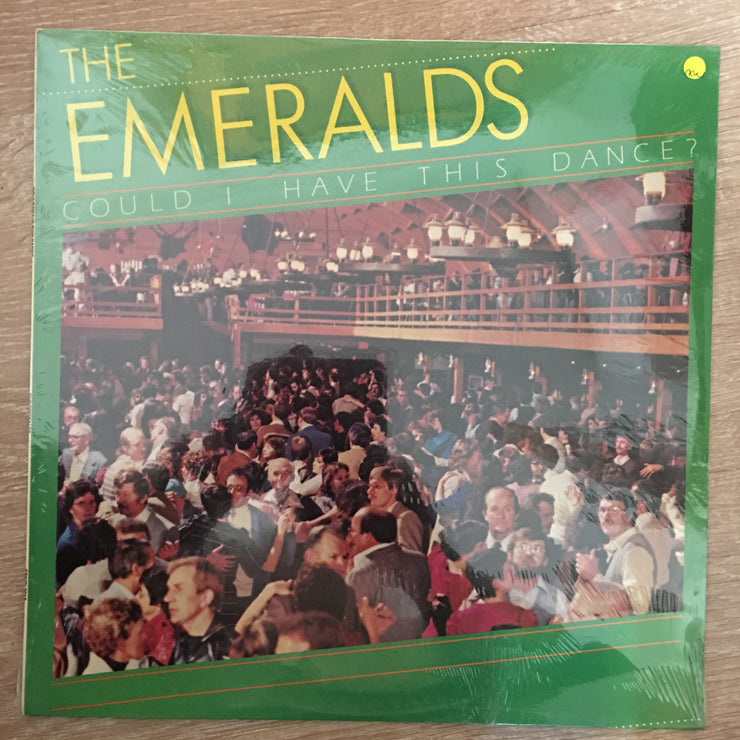 THE
EMERALDS
COULD I HAVE THIS DANCE?